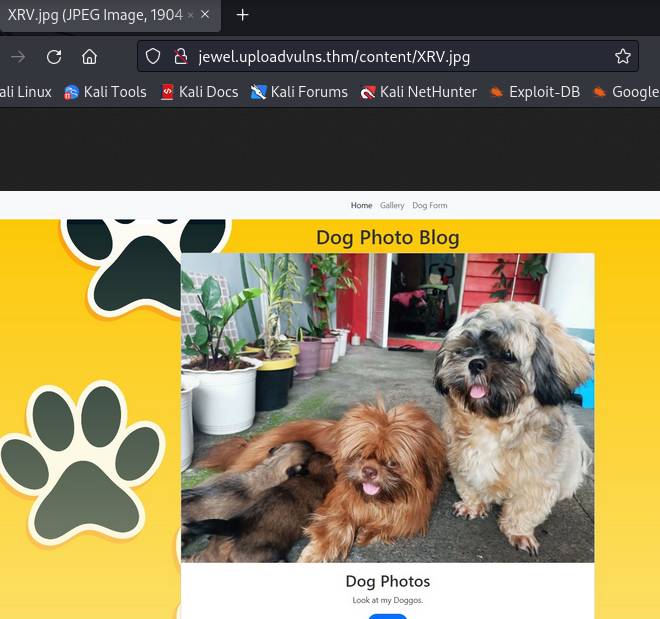 XRV.jpg (JPEG Image, 1904
jewel.uploadvulns.thm/content/XRV.jpg
ali Linux Kali Tools Kali Docs Kali Forums Kali NetHunter Exploit-DB Google
Home Gallery Dog Form
Dog Photo Blog
Dog Photos
Look at my Doggos.